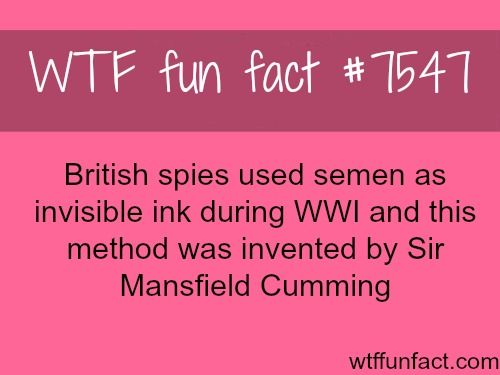 WTF fun fact #7547
British spies used semen as
invisible ink during WWI and this
method was invented by Sir
Mansfield Cumming
wtffunfact.com